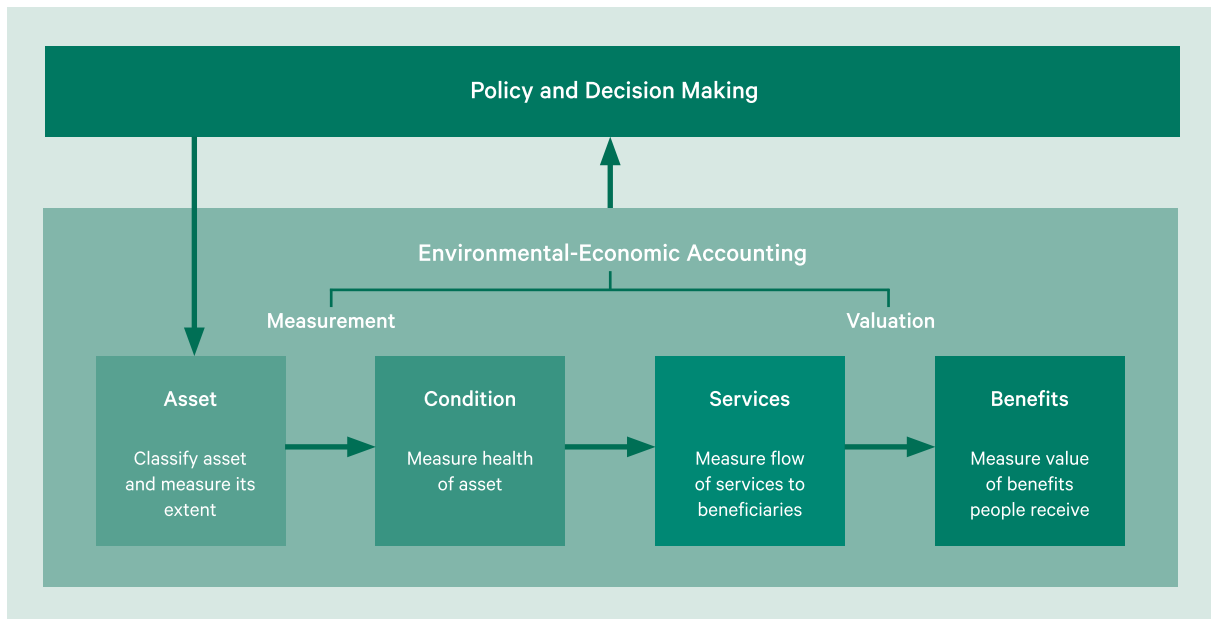 Policy and Decision Making
Environmental-Economic Accounting
Measurement
Valuation
Asset
Classify asset
and measure its
extent
Condition
Measure health
of asset
Services
Measure flow
of services to
beneficiaries
Benefits
Measure value
of benefits
people receive